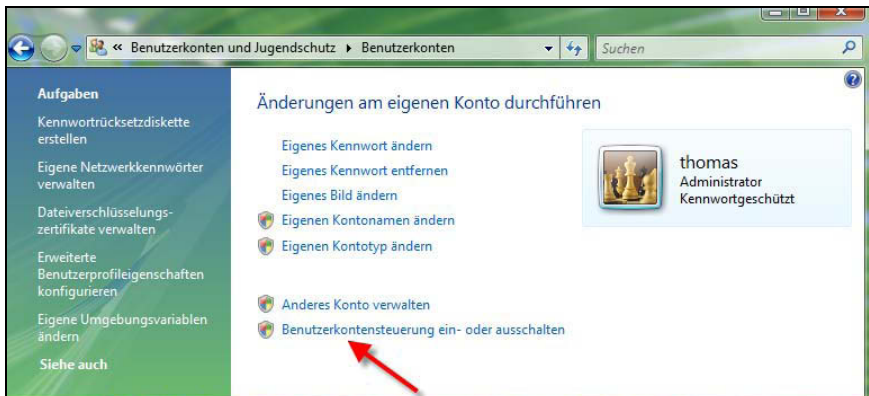 « Benutzerkonten und Jugendschutz ▸ Benutzerkonten
Suchen
Aufgaben
Kennwortrücksetzdiskette
erstellen
Eigene Netzwerkkennwörter
verwalten
Dateiverschlüsselungs-
zertifikate verwalten
Erweiterte
Benutzerprofileigenschaften
konfigurieren
Eigene Umgebungsvariablen
ändern
Siehe auch
Änderungen am eigenen Konto durchführen
Eigenes Kennwort ändern
Eigenes Kennwort entfernen
Eigenes Bild ändern
Eigenen Kontonamen ändern
Eigenen Kontotyp ändern
Anderes Konto verwalten
Benutzerkontensteuerung ein- oder ausschalten
thomas
Administrator
Kennwortgeschützt